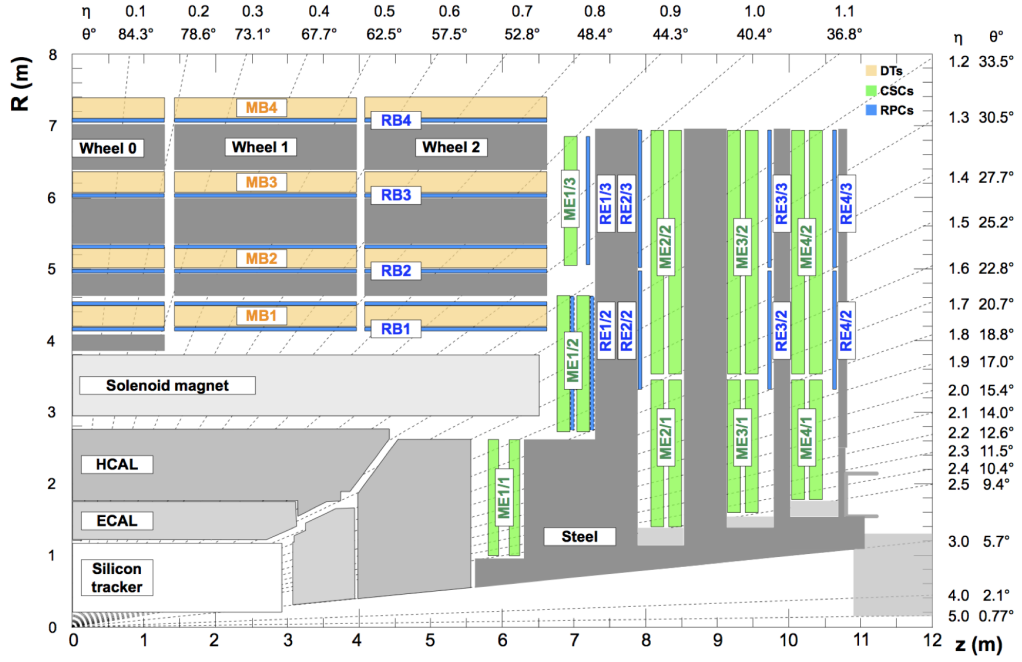 η 0.1 0.2 0.3 0.4 0.5 0.6 0.7 0.8 0.9 1.0 1.1
θ° 84.3° 78.6° 73.1° 67.7° 62.5° 57.5° 52.8° 48.4° 44.3° 40.4° 36.8° η θ°
8
1.2 33.5°
R (m)
DTs
CSCs
RPCs
MB4
RB4
7
1.3 30.5°
Wheel 0 Wheel 1 Wheel 2
MB3
RB3
6
1.4 27.7°
ME1/3
RE1/3
RE2/3
ME2/2
ME3/2
RE3/3
ME4/2
RE4/3
1.5 25.2°
MB2
RB2
5
1.6 22.8°
MB1
RB1
4
1.7 20.7°
ME1/2
RE1/2
RE2/2
RE3/2
RE4/2
1.8 18.8°
1.9 17.0°
Solenoid magnet
2.0 15.4°
3
2.1 14.0°
2.2 12.6°
HCAL
ME2/1
ME3/1
ME4/1
2.3 11.5°
2.4 10.4°
2
2.5 9.4°
ME1/1
ECAL
Steel
1
3.0 5.7°
Silicon
tracker
4.0 2.1°
0
5.0 0.77°
0 1 2 3 4 5 6 7 8 9 10 11 12
z (m)